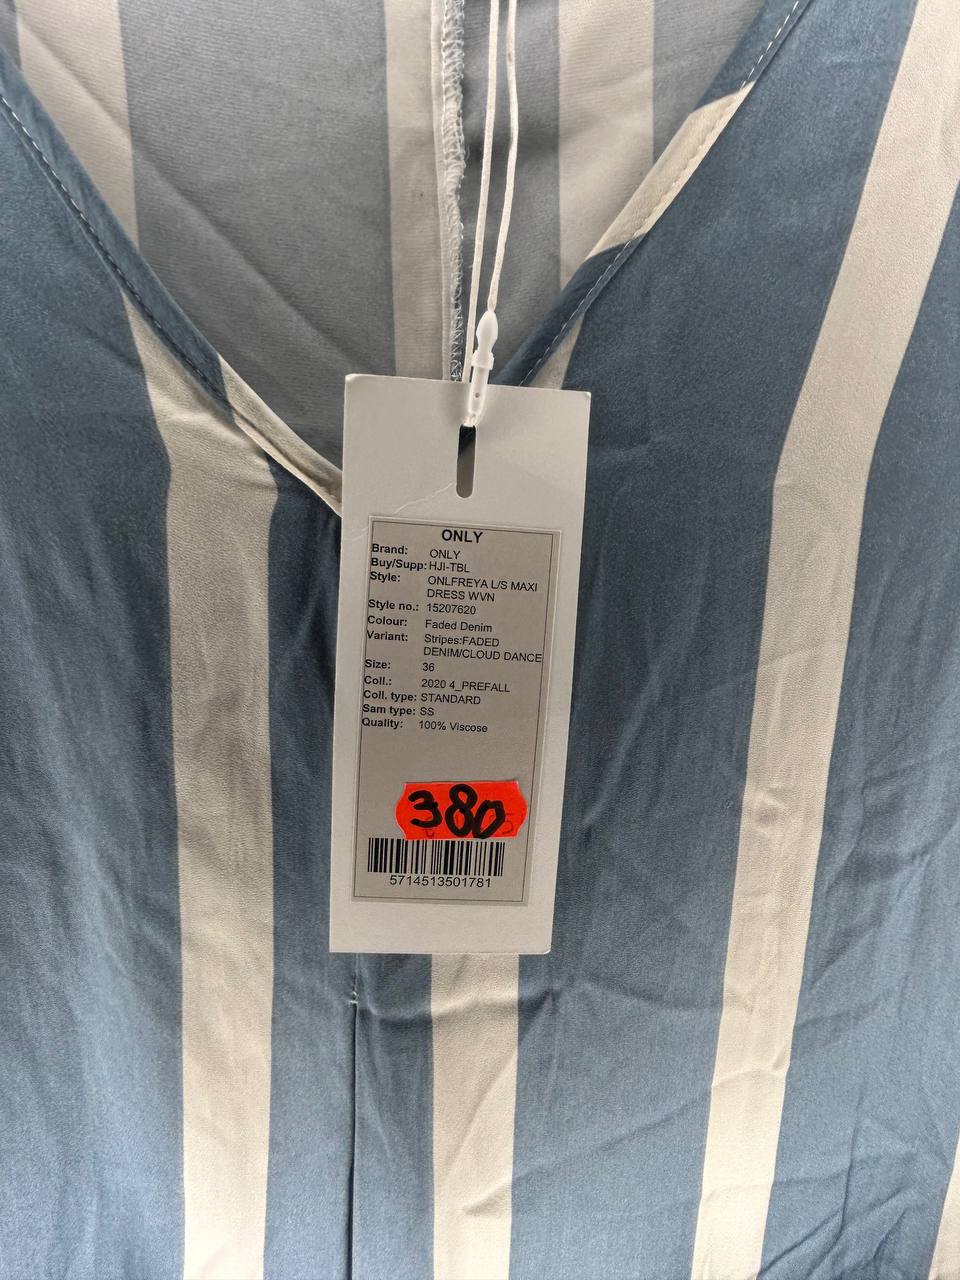 ONLY
Brand: ONLY
Buy/Supp: HJI-TBL
Style: ONLFREYA L/S MAXI
DRESS WVN
Style no.: 15207620
Colour: Faded Denim
Variant: Stripes:FADED
DENIM/CLOUD DANCE
Size: 36
Coll.: 2020 4_PREFALL
Coll. type: STANDARD
Sam type: SS
Quality: 100% Viscose
380
5714513501781